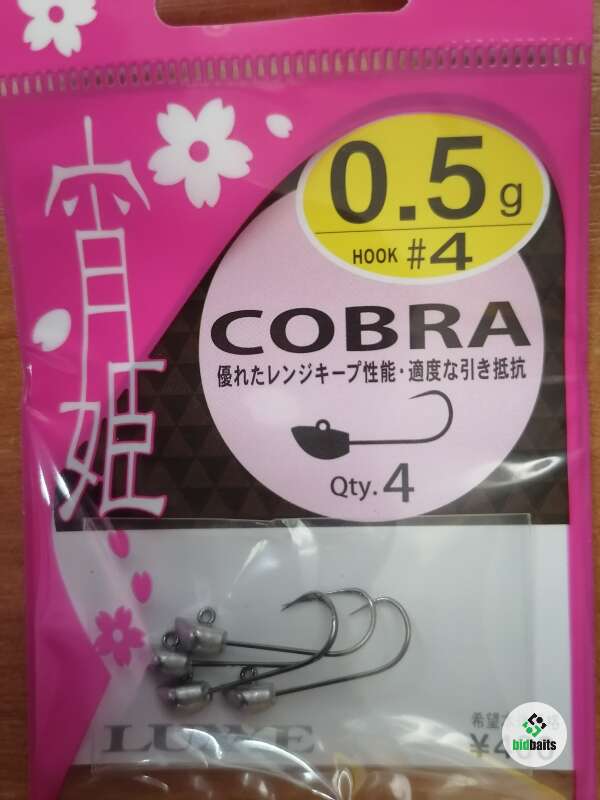 宵姫
0.5g
HOOK #4
COBRA
優れたレンジキープ性能・適度な引き抵抗
Qty. 4
LUXXE
bidbaits